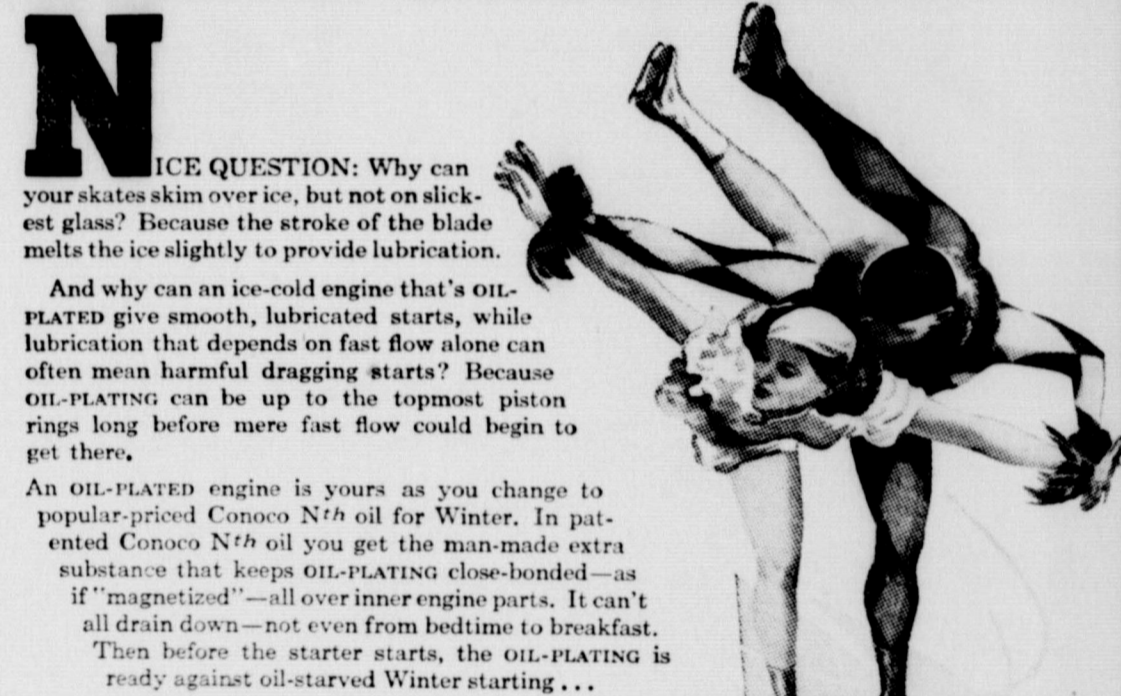 NICE QUESTION: Why can
your skates skim over ice, but not on slick-
est glass? Because the stroke of the blade
melts the ice slightly to provide lubrication.
And why can an ice-cold engine that's OIL-
PLATED give smooth, lubricated starts, while
lubrication that depends on fast flow alone can
often mean harmful dragging starts? Because
OIL-PLATING can be up to the topmost piston
rings long before mere fast flow could begin to
get there.
An OIL-PLATED engine is yours as you change to
popular-priced Conoco Nth oil for Winter. In pat-
ented Conoco Nth oil you get the man-made extra
substance that keeps OIL-PLATING close-bonded—as
if "magnetized"—all over inner engine parts. It can't
all drain down—not even from bedtime to breakfast.
Then before the starter starts, the OIL-PLATING is
ready against oil-starved Winter starting...